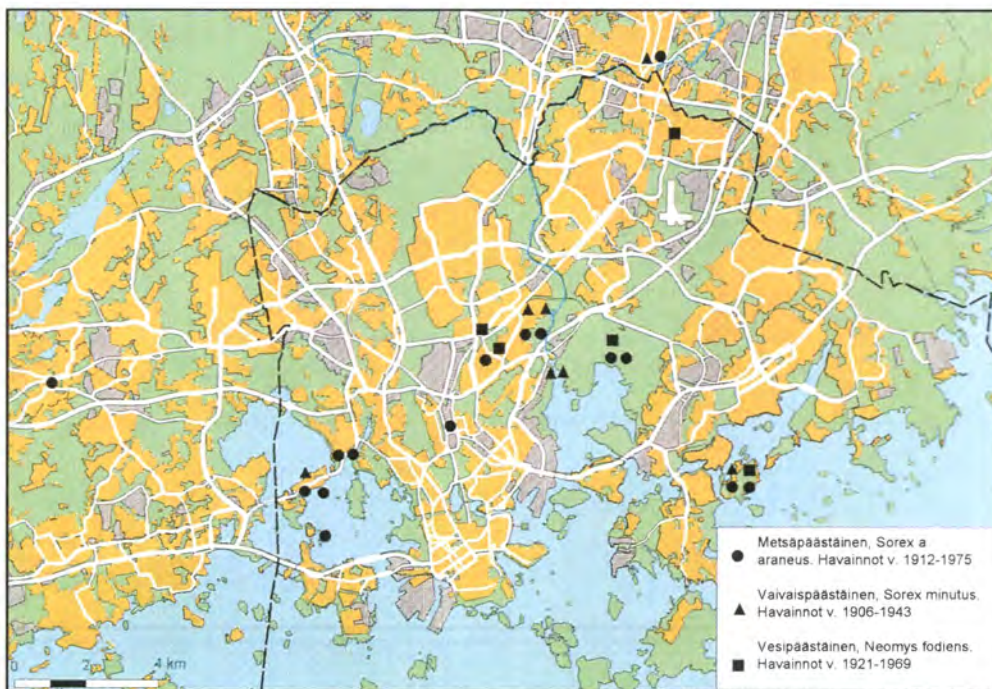 Metsäpäästäinen, Sorex a
araneus. Havainnot v. 1912-1975
Vaivaispäästäinen, Sorex minutus.
Havainnot v. 1906-1943
Vesipäästäinen, Neomys fodiens.
Havainnot v. 1921-1969
0 2 4 km